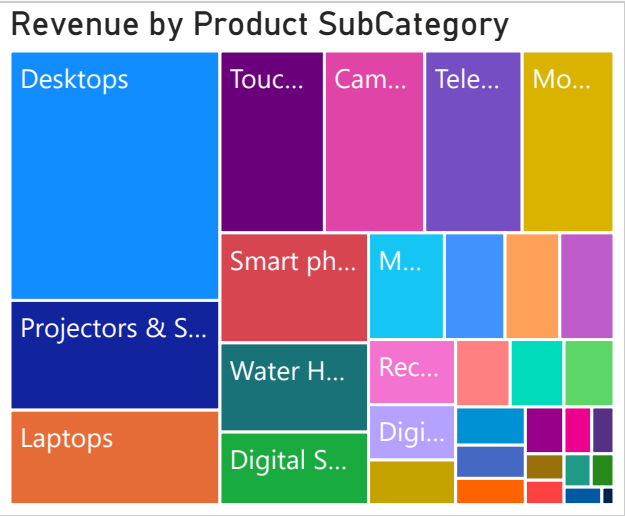 Revenue by Product SubCategory
Desktops
Touc...
Cam...
Tele...
Mo...
Projectors & S...
Smart ph...
M...
Laptops
Water H...
Rec...
Digital S...
Digi...